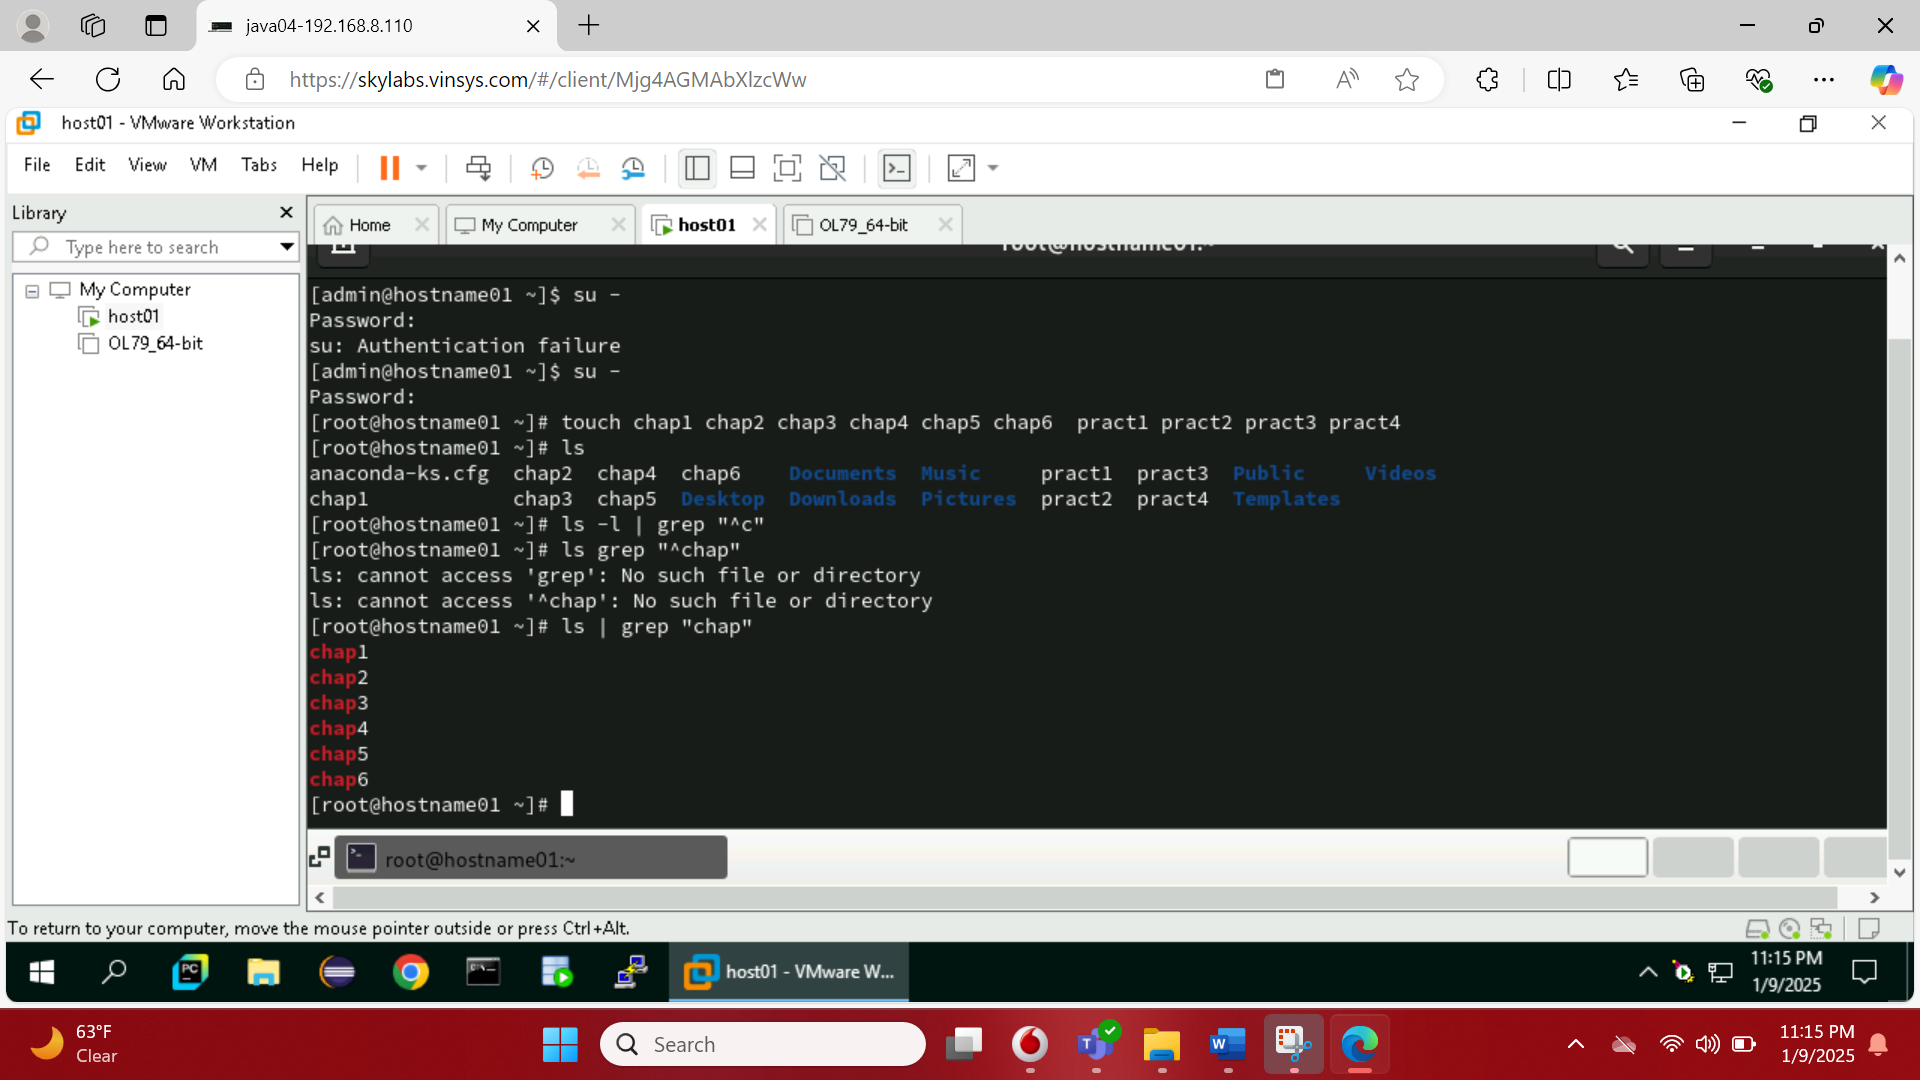 java04-192.168.8.110
https://skylabs.vinsys.com/#/client/Mjg4AGMAbXlzcWw
host01 - VMware Workstation
File Edit View VM Tabs Help
Library
Home My Computer host01 OL79_64-bit
Type here to search
root@hostname01:~
My Computer
host01
OL79_64-bit
[admin@hostname01 ~]$ su -
Password:
su: Authentication failure
[admin@hostname01 ~]$ su -
Password:
[root@hostname01 ~]# touch chap1 chap2 chap3 chap4 chap5 chap6  pract1 pract2 pract3 pract4
[root@hostname01 ~]# ls
anaconda-ks.cfg  chap2  chap4  chap6    Documents  Music     pract1  pract3  Public     Videos
chap1            chap3  chap5  Desktop  Downloads  Pictures  pract2  pract4  Templates
[root@hostname01 ~]# ls -l | grep "^c"
[root@hostname01 ~]# ls grep "^chap"
ls: cannot access 'grep': No such file or directory
ls: cannot access '^chap': No such file or directory
[root@hostname01 ~]# ls | grep "chap"
chap1
chap2
chap3
chap4
chap5
chap6
[root@hostname01 ~]#
root@hostname01:~
To return to your computer, move the mouse pointer outside or press Ctrl+Alt.
host01 - VMware W...
11:15 PM
1/9/2025
63°F
Clear
Search
11:15 PM
1/9/2025